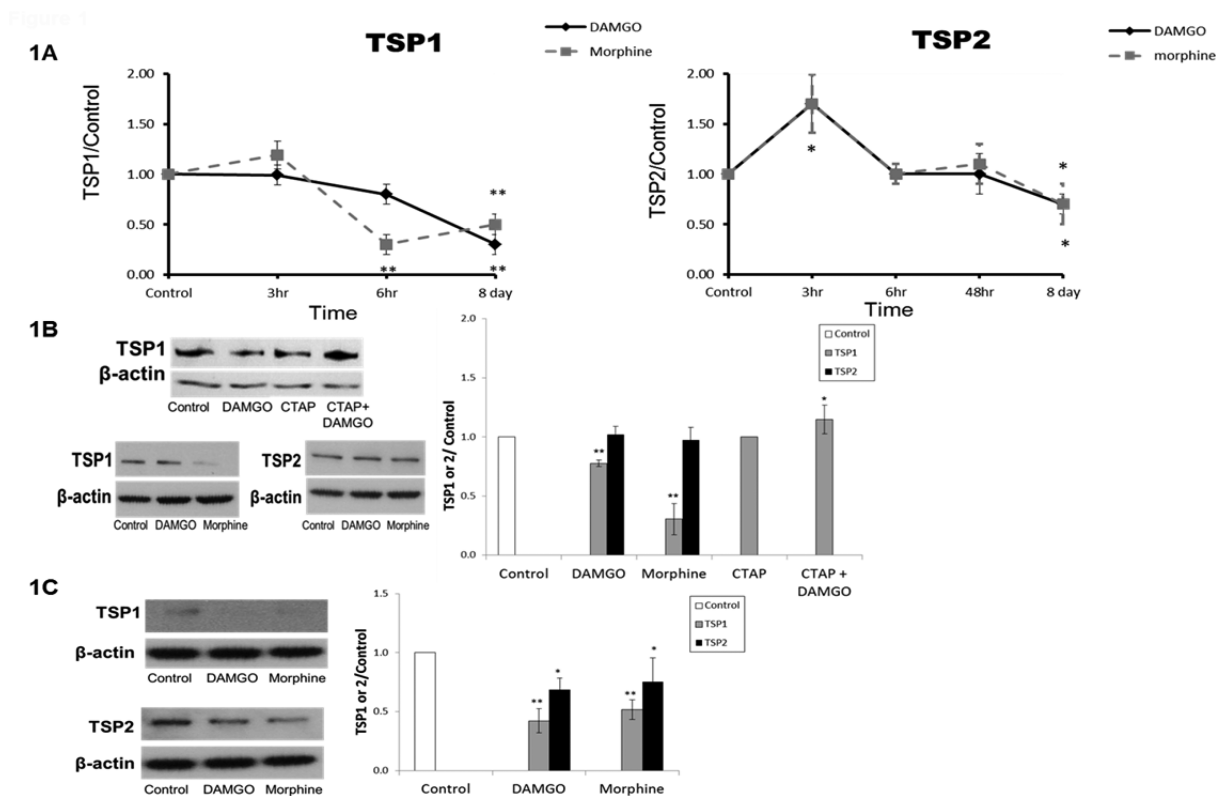 Figure 1
1A
TSP1
DAMGO
Morphine
TSP1/Control
2.00
1.50
1.00
0.50
0.00
**
**
**
Control 3hr 6hr 8 day
Time
TSP2
DAMGO
morphine
TSP2/Control
2.00
1.50
1.00
0.50
0.00
*
*
*
Control 3hr 6hr 48hr 8 day
Time
1B
TSP1
β-actin
Control DAMGO CTAP CTAP+
DAMGO
TSP1
β-actin
Control DAMGO Morphine
TSP2
β-actin
Control DAMGO Morphine
TSP1 or 2/ Control
2.0
1.5
1.0
0.5
0.0
Control
TSP1
TSP2
**
**
*
Control DAMGO Morphine CTAP CTAP +
DAMGO
1C
TSP1
β-actin
Control DAMGO Morphine
TSP2
β-actin
Control DAMGO Morphine
TSP1 or 2/Control
1.5
1.0
0.5
0.0
Control
TSP1
TSP2
**
*
**
*
Control DAMGO Morphine